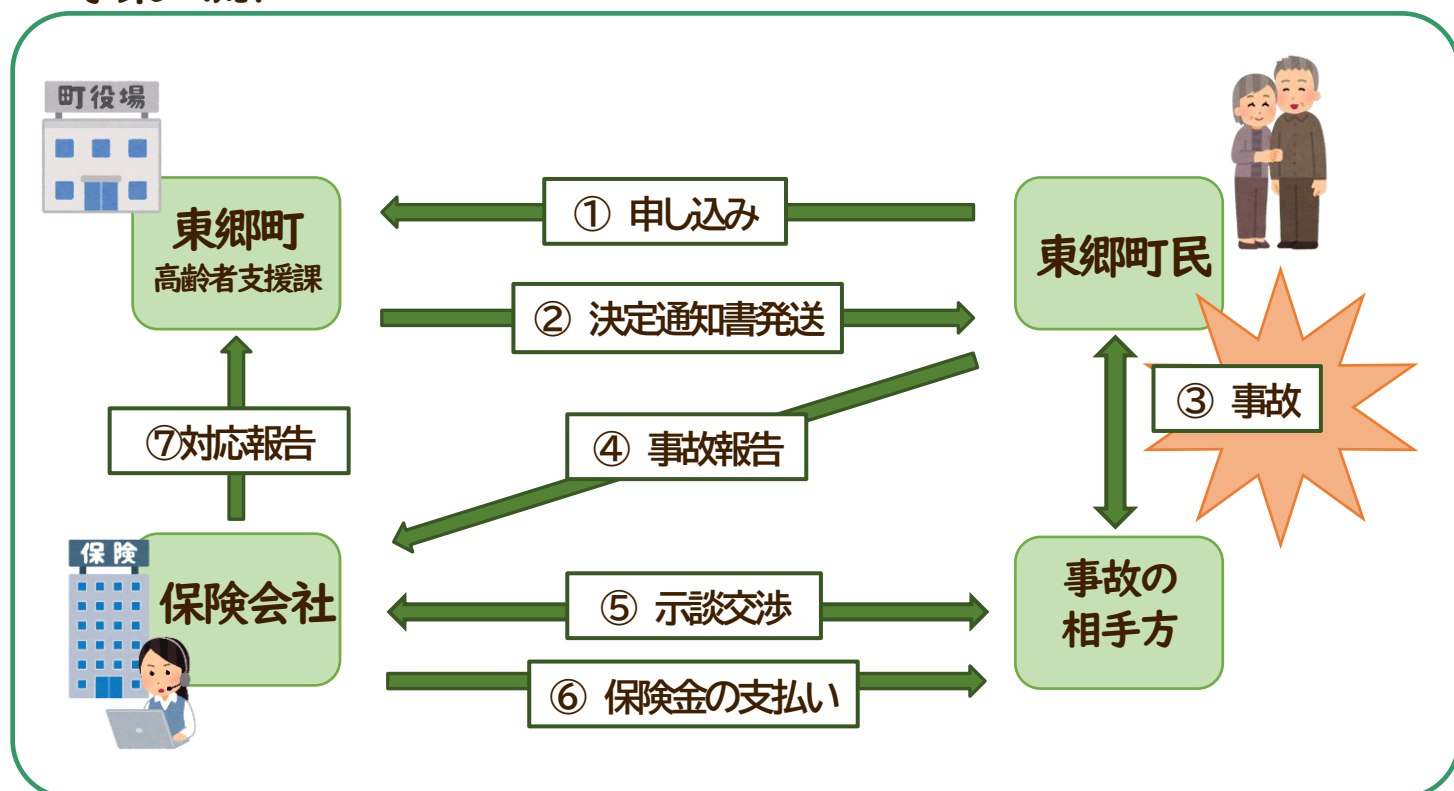 町役場
東郷町
高齢者支援課
① 申し込み
東郷町民
② 決定通知書発送
③ 事故
⑦対応報告
④ 事故報告
保険
保険会社
⑤ 示談交渉
事故の
相手方
⑥ 保険金の支払い